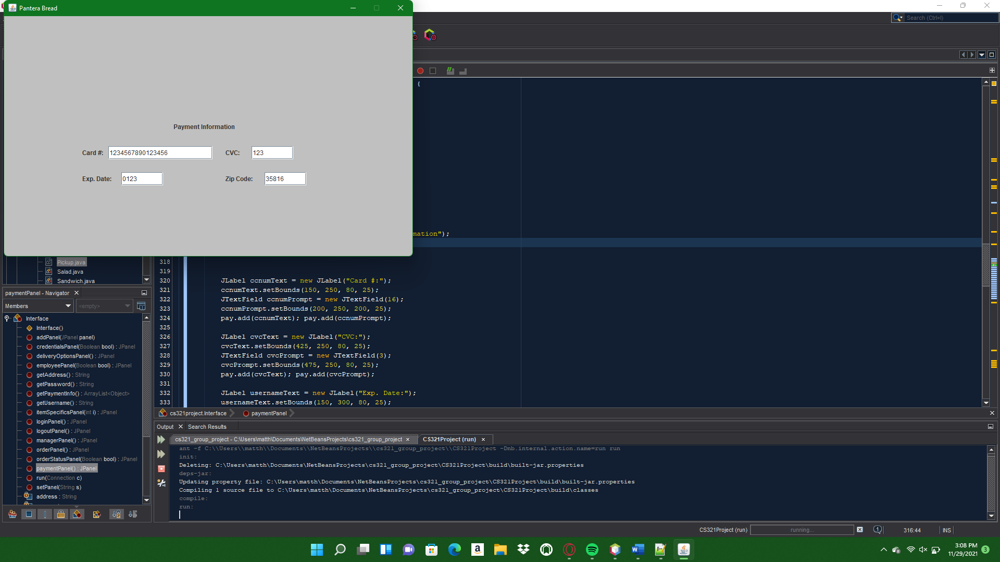 Pantera Bread
Search (Ctrl+I)
{
Payment Information
Card #: 1234567890123456 CVC: 123
Exp. Date: 0123 Zip Code: 35816
mation");
Pickup.java
Salad.java
Sandwich.java
318
319
320 JLabel ccnumText = new JLabel("Card #:");
321 ccnumText.setBounds(150, 250, 80, 25);
322 JTextField ccnumPrompt = new JTextField(16);
323 ccnumPrompt.setBounds(200, 250, 200, 25);
324 pay.add(ccnumText); pay.add(ccnumPrompt);
325
326 JLabel cvcText = new JLabel("CVC:");
327 cvcText.setBounds(425, 250, 80, 25);
328 JTextField cvcPrompt = new JTextField(3);
329 cvcPrompt.setBounds(475, 250, 80, 25);
330 pay.add(cvcText); pay.add(cvcPrompt);
331
332 JLabel usernameText = new JLabel("Exp. Date:");
333 usernameText.setBounds(150, 300, 80, 25);
paymentPanel - Navigator
Members <empty>
Interface
Interface()
addPanel(JPanel panel)
credentialsPanel(Boolean bool) : JPanel
deliveryOptionsPanel() : JPanel
employeePanel(Boolean bool) : JPanel
getAddress() : String
getPassword() : String
getPaymentInfo() : ArrayList<Object>
getUsername() : String
itemSpecificsPanel(int i) : JPanel
loginPanel() : JPanel
logoutPanel() : JPanel
managerPanel() : JPanel
orderPanel() : JPanel
orderStatusPanel(Boolean bool) : JPanel
paymentPanel() : JPanel
run(Connection c)
setPanel(String s)
address : String
cs321project.Interface paymentPanel
Output Search Results
cs321_group_project - C:\Users\matth\Documents\NetBeansProjects\cs321_group_project CS321Project (run)
ant -f C:\\Users\\matth\\Documents\\NetBeansProjects\\cs321_group_project\\CS321Project -Dnb.internal.action.name=run run
init:
Deleting: C:\Users\matth\Documents\NetBeansProjects\cs321_group_project\CS321Project\build\built-jar.properties
deps-jar:
Updating property file: C:\Users\matth\Documents\NetBeansProjects\cs321_group_project\CS321Project\build\built-jar.properties
Compiling 1 source file to C:\Users\matth\Documents\NetBeansProjects\cs321_group_project\CS321Project\build\classes
compile:
run:
CS321Project (run) running... 1 316:44 INS
3:08 PM
11/29/2021 3